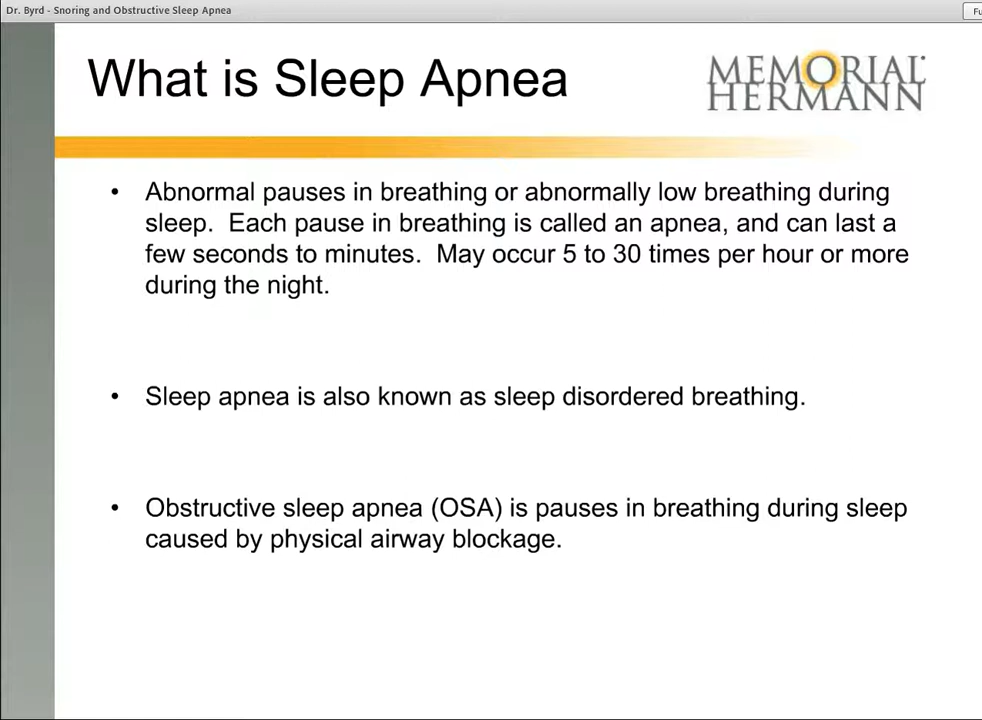 Dr. Byrd - Snoring and Obstructive Sleep Apnea
Fu
What is Sleep Apnea
MEMORIAL
HERMANN
• Abnormal pauses in breathing or abnormally low breathing during
sleep.  Each pause in breathing is called an apnea, and can last a
few seconds to minutes.  May occur 5 to 30 times per hour or more
during the night.
• Sleep apnea is also known as sleep disordered breathing.
• Obstructive sleep apnea (OSA) is pauses in breathing during sleep
caused by physical airway blockage.